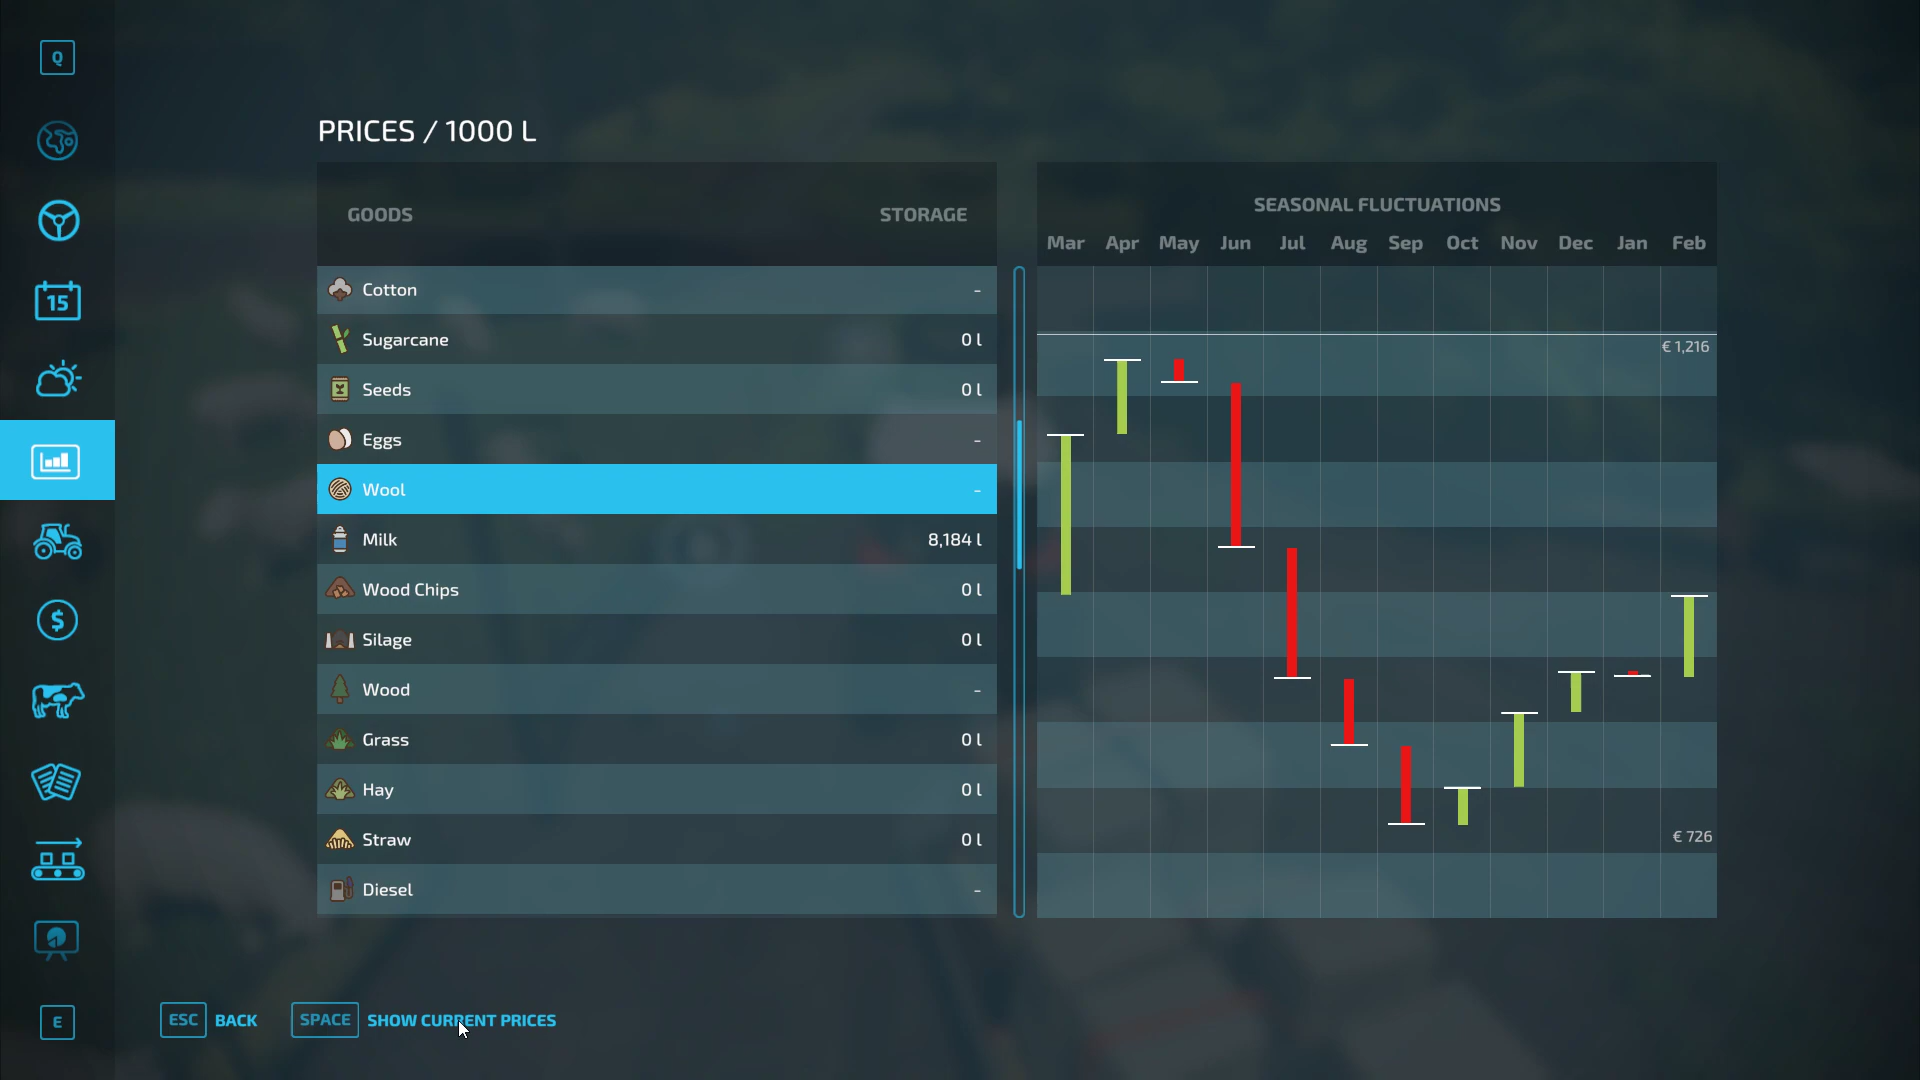 Q
PRICES / 1000 L
GOODS STORAGE
SEASONAL FLUCTUATIONS
Mar Apr May Jun Jul Aug Sep Oct Nov Dec Jan Feb
15
€ 1,216
Cotton -
Sugarcane 0 l
Seeds 0 l
Eggs -
Wool -
Milk 8,184 l
Wood Chips 0 l
Silage 0 l
$
Wood -
Grass 0 l
Hay 0 l
Straw 0 l
€ 726
Diesel -
E
ESC BACK SPACE SHOW CURRENT PRICES